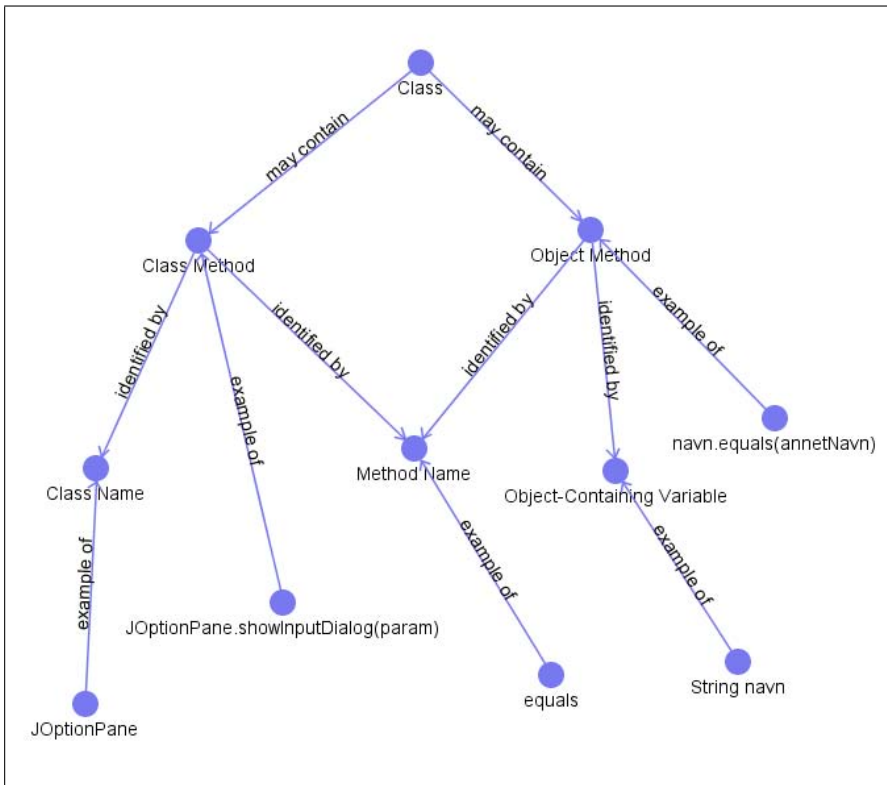 Class
may contain
may contain
Class Method
Object Method
identified by
identified by
identified by
identified by
example of
example of
Class Name
Method Name
Object-Containing Variable
navn.equals(annetNavn)
example of
example of
example of
JOptionPane.showInputDialog(param)
JOptionPane
equals
String navn